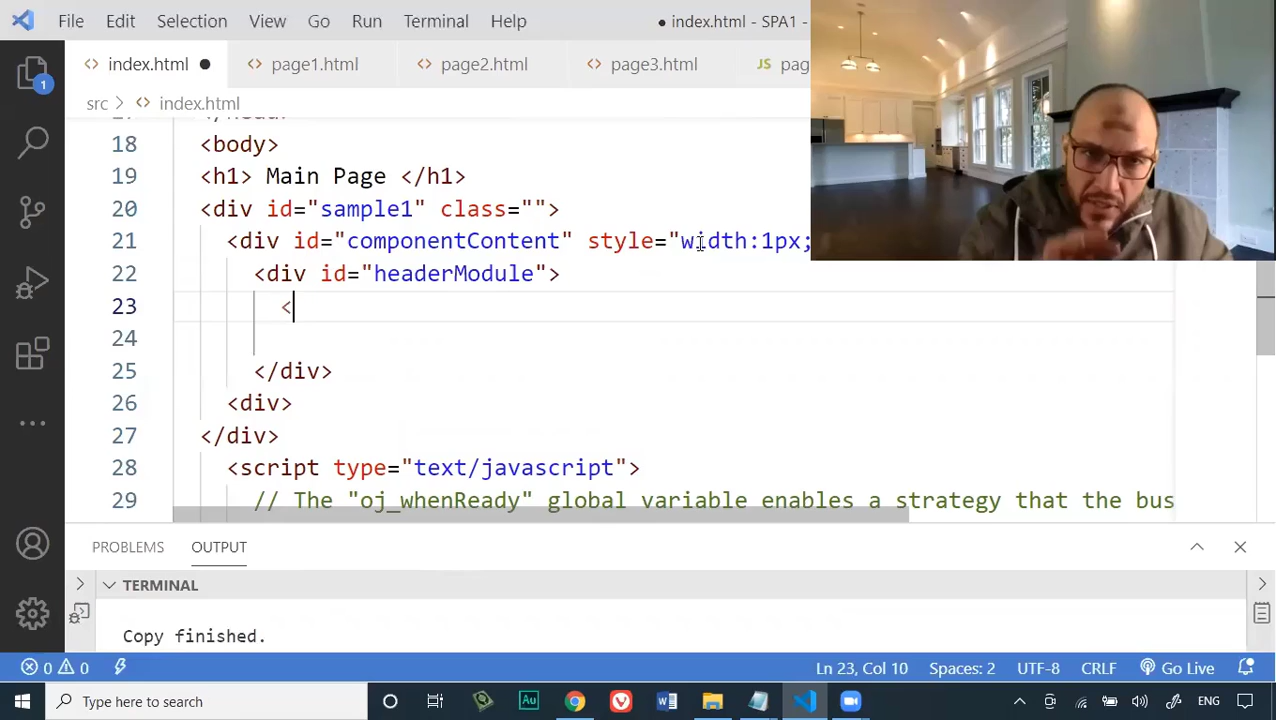 File Edit Selection View Go Run Terminal Help ● index.html - SPA1 -
index.html ● page1.html page2.html page3.html JS pag
src > index.html
18 <body>
19 <h1> Main Page </h1>
20 <div id="sample1" class="">
21 <div id="componentContent" style="width:1px;
22 <div id="headerModule">
23 <
24
25 </div>
26 <div>
27 </div>
28 <script type="text/javascript">
29 // The "oj_whenReady" global variable enables a strategy that the bus
1
PROBLEMS OUTPUT
TERMINAL
Copy finished.
0 0 Ln 23, Col 10 Spaces: 2 UTF-8 CRLF Go Live
Type here to search Au W ENG